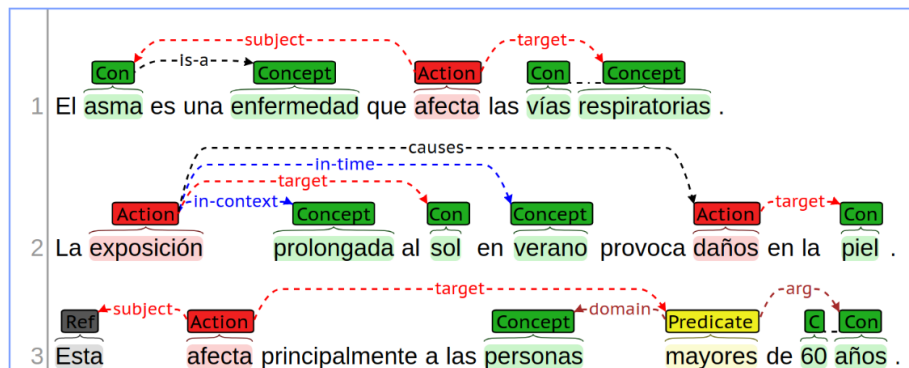 subject target
is-a
Con Concept Action Con Concept
1 El asma es una enfermedad que afecta las vías respiratorias .
causes
in-time
target
Action in-context Concept Con Concept Action target Con
2 La exposición prolongada al sol en verano provoca daños en la piel .
target arg
Ref subject Action Concept domain Predicate C Con
3 Esta afecta principalmente a las personas mayores de 60 años .